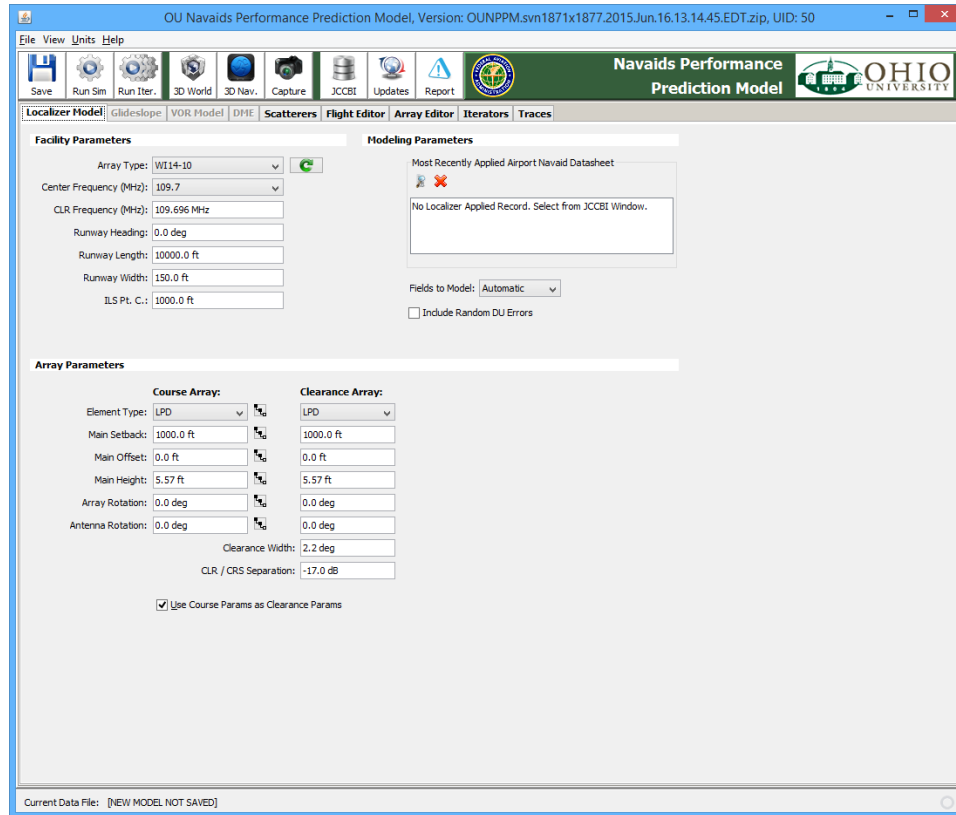 OU Navaids Performance Prediction Model, Version: OUNPPM.svn1871x1877.2015.Jun.16.13.14.45.EDT.zip, UID: 50
File View Units Help
Save Run Sim Run Iter. 3D World 3D Nav. Capture JCCBI Updates Report
Navaids Performance
Prediction Model
OHIO
UNIVERSITY
1804
Localizer Model Glideslope VOR Model DME Scatterers Flight Editor Array Editor Iterators Traces
Facility Parameters
Array Type: WI14-10
Center Frequency (MHz): 109.7
CLR Frequency (MHz): 109.696 MHz
Runway Heading: 0.0 deg
Runway Length: 10000.0 ft
Runway Width: 150.0 ft
ILS Pt. C.: 1000.0 ft
Modeling Parameters
Most Recently Applied Airport Navaid Datasheet
No Localizer Applied Record. Select from JCCBI Window.
Fields to Model: Automatic
Include Random DU Errors
Array Parameters
Course Array: Clearance Array:
Element Type: LPD LPD
Main Setback: 1000.0 ft 1000.0 ft
Main Offset: 0.0 ft 0.0 ft
Main Height: 5.57 ft 5.57 ft
Array Rotation: 0.0 deg 0.0 deg
Antenna Rotation: 0.0 deg 0.0 deg
Clearance Width: 2.2 deg
CLR / CRS Separation: -17.0 dB
Use Course Params as Clearance Params
Current Data File: [NEW MODEL NOT SAVED]